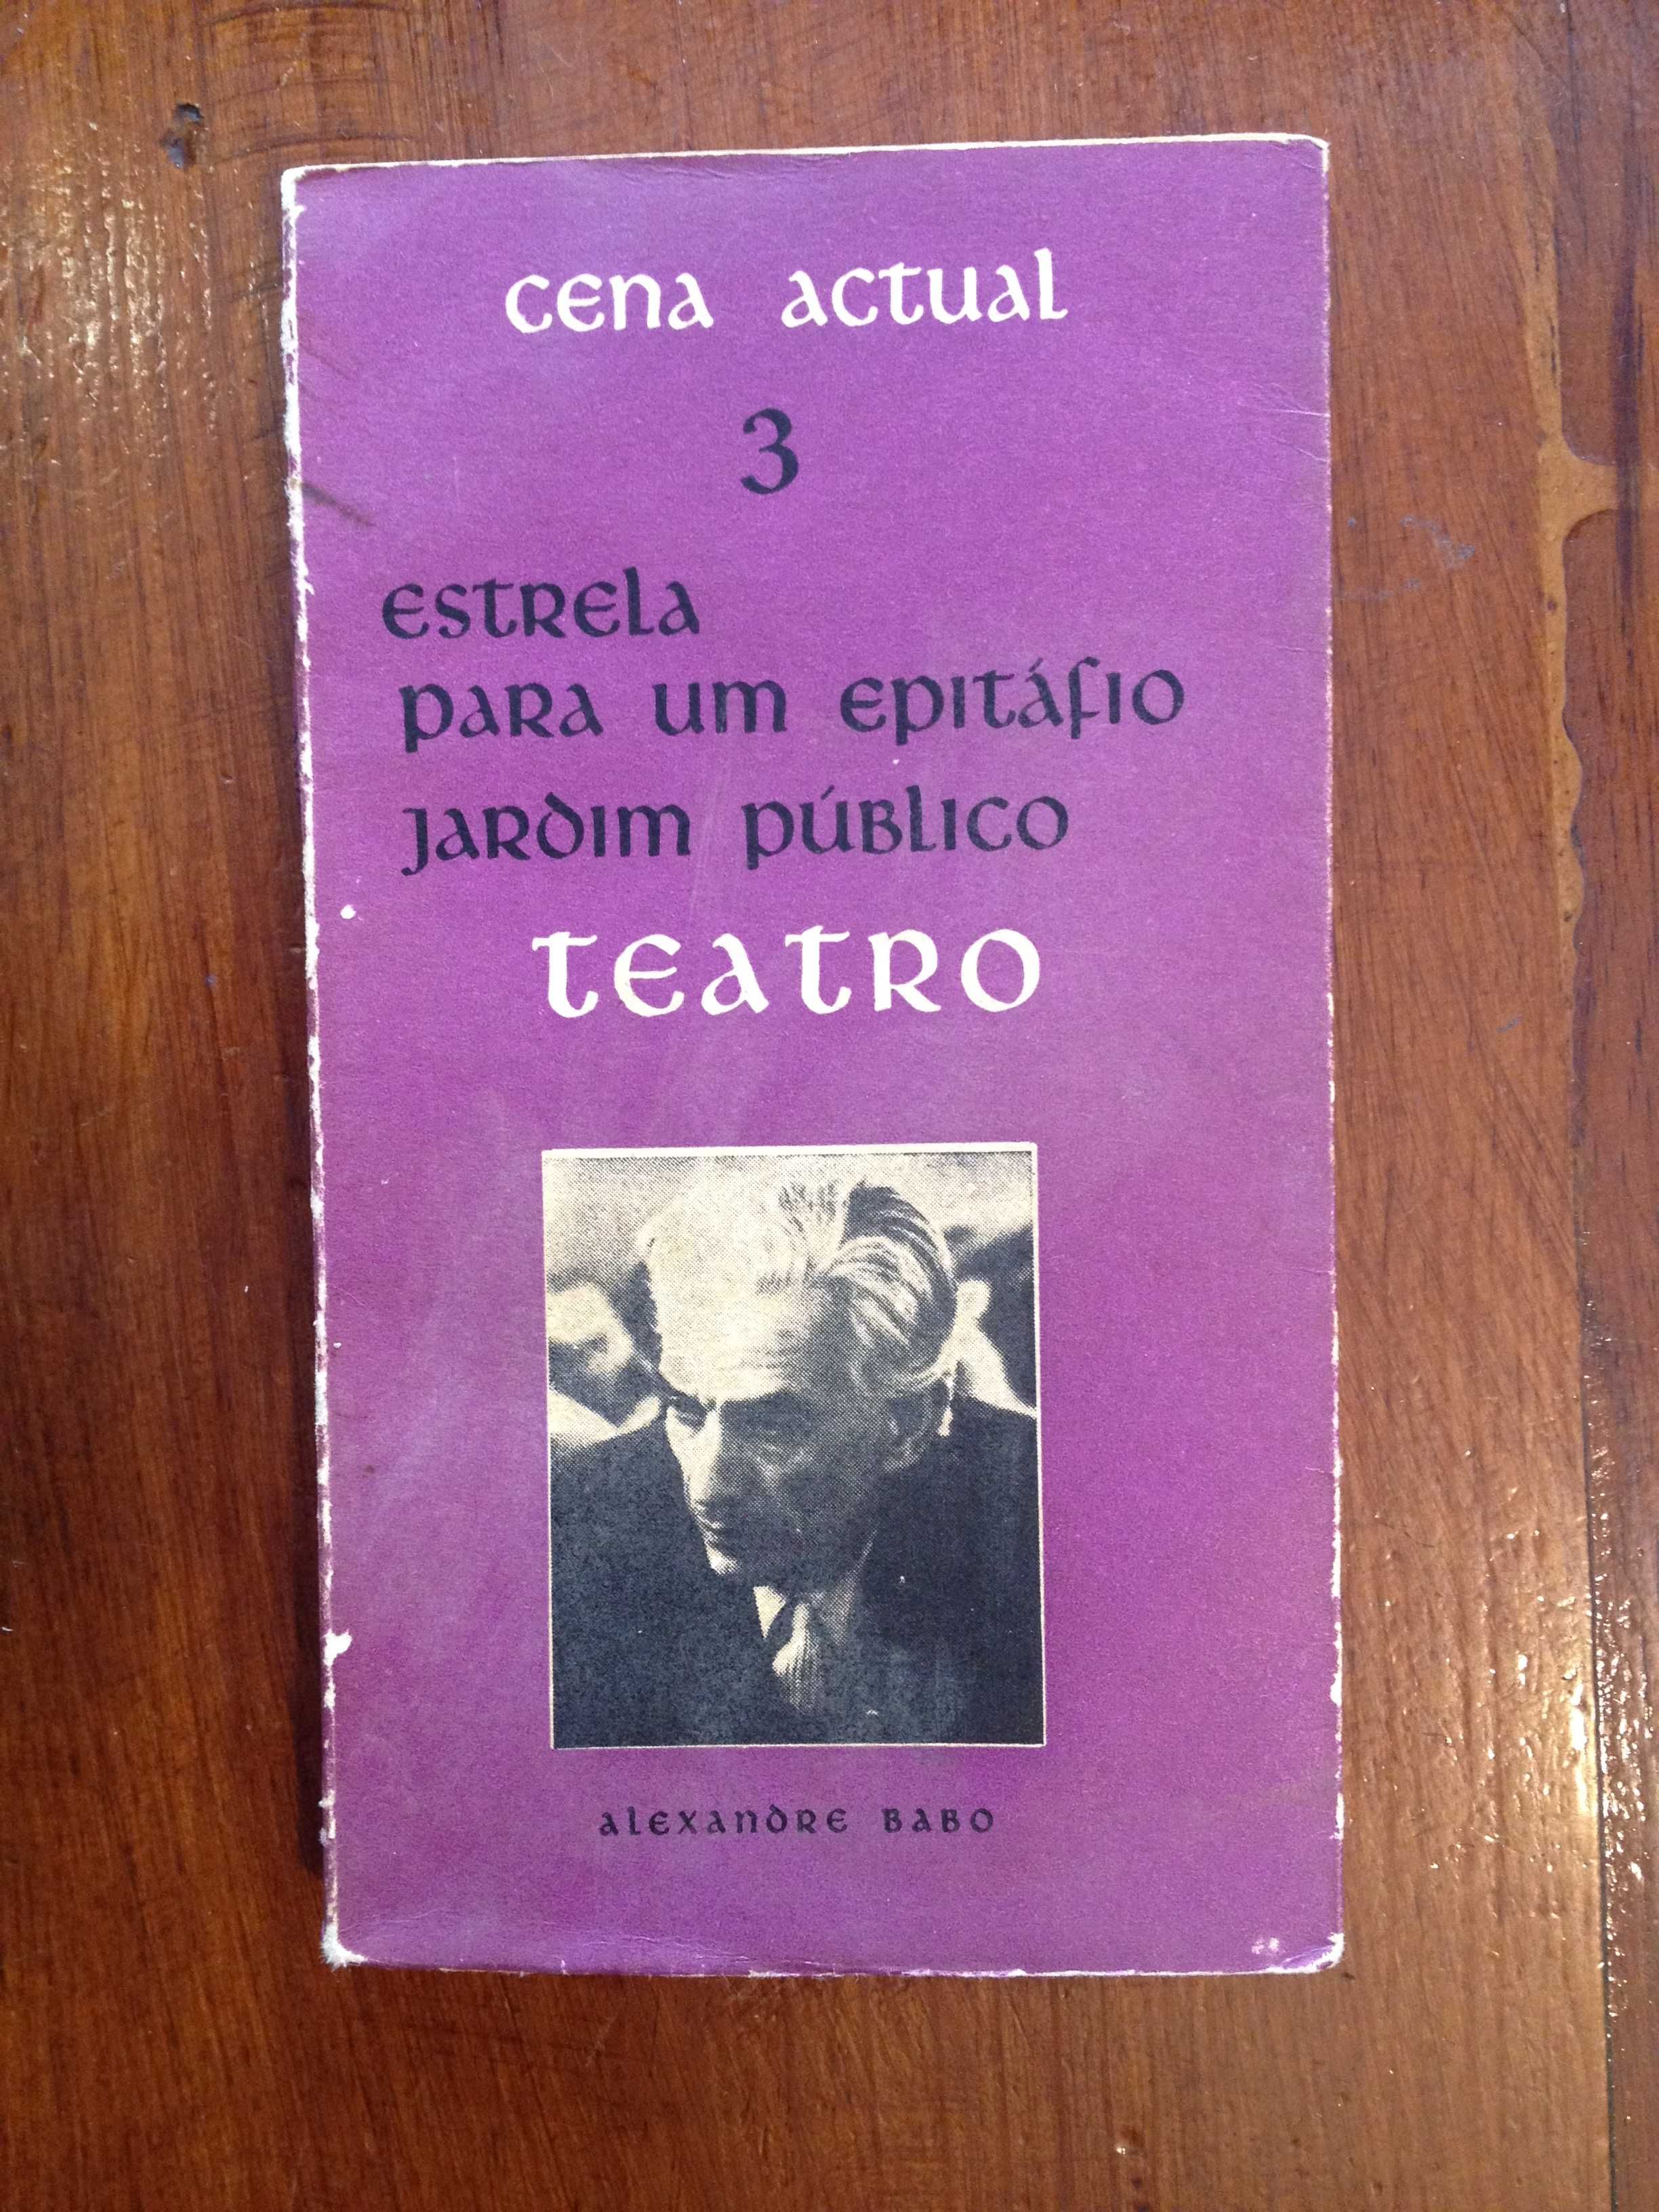 cena actual
3
estrela
para um epitáfio
jardim público
teatro
alexandre babo